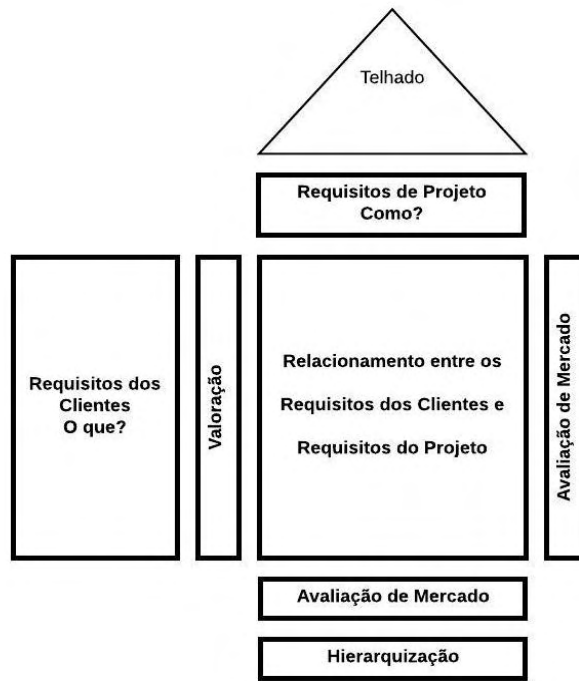 Telhado
Requisitos de Projeto
Como?
Requisitos dos
Clientes
O que?
Valoração
Relacionamento entre os
Requisitos dos Clientes e
Requisitos do Projeto
Avaliação de Mercado
Avaliação de Mercado
Hierarquização